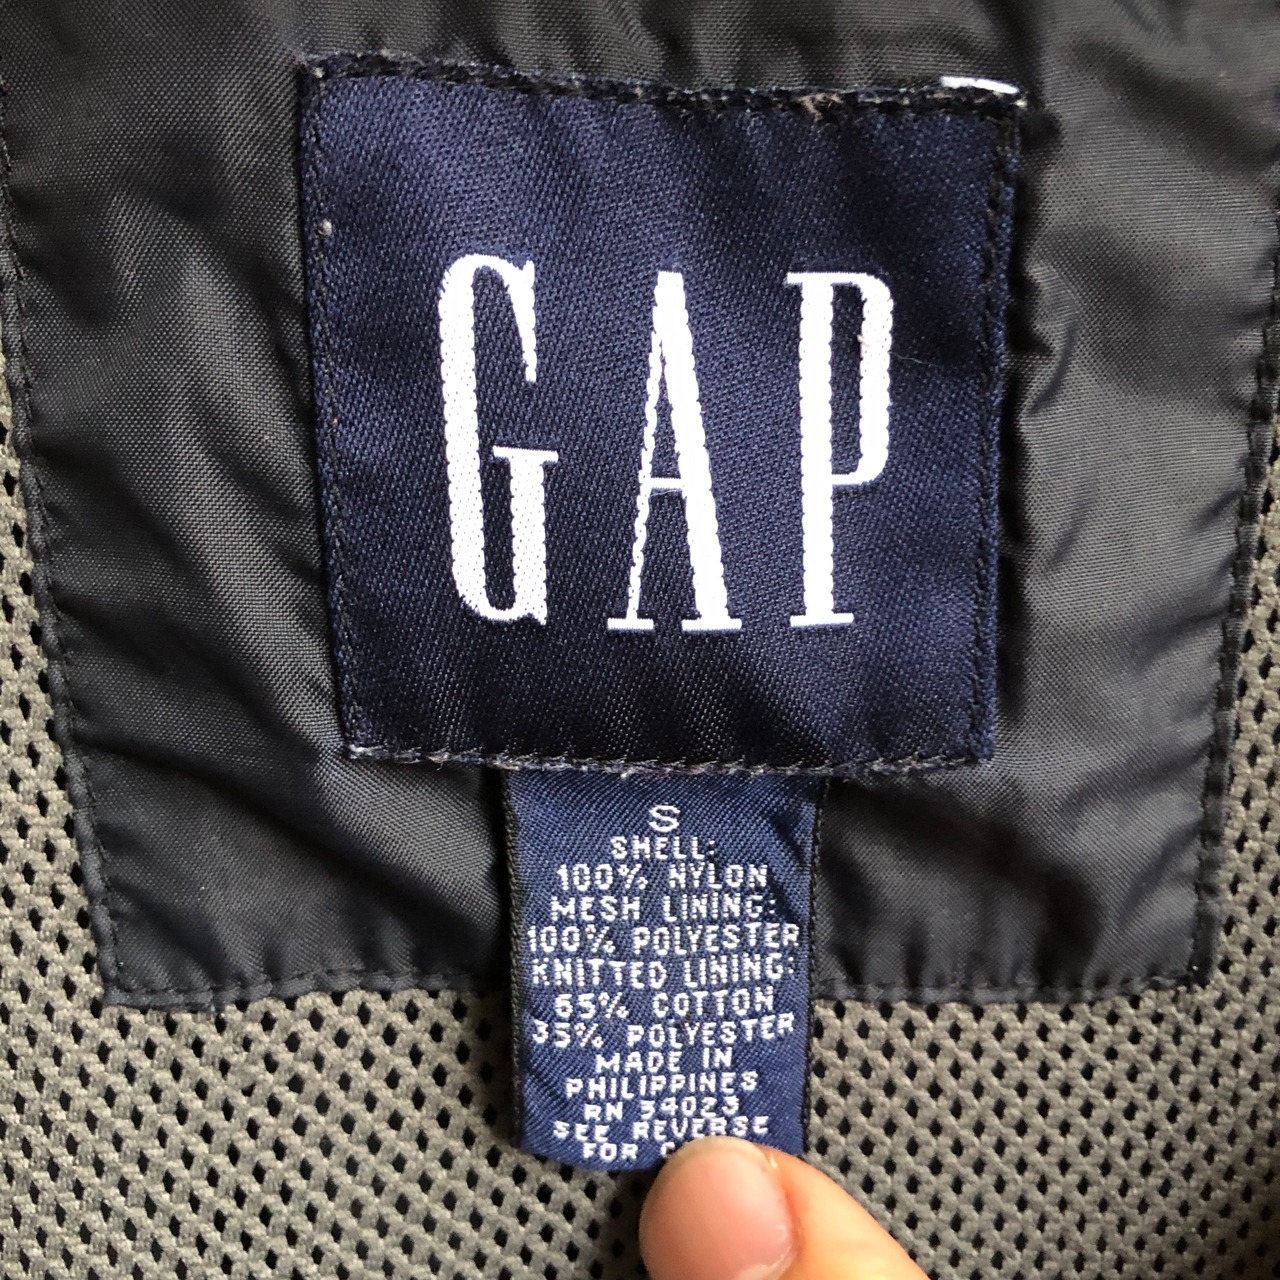 GAP
S
SHELL:
100% NYLON
MESH LINING:
100% POLYESTER
KNITTED LINING:
65% COTTON
35% POLYESTER
MADE IN
PHILIPPINES
RN 54023
SEE REVERSE
FOR